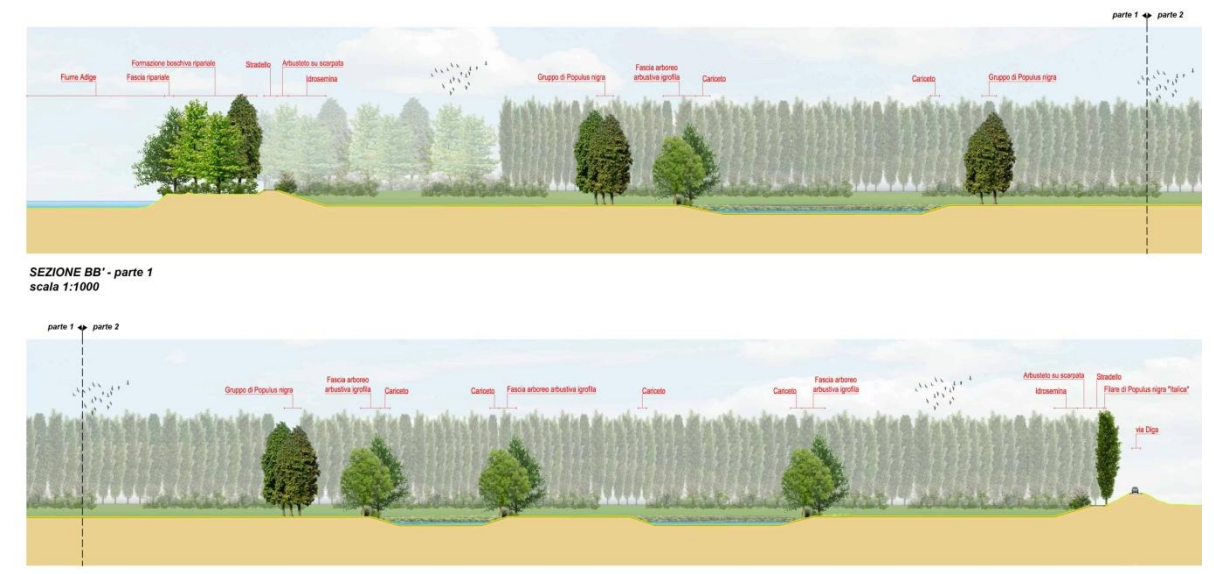 parte 1 parte 2
Fiume Adige
Formazione boschiva ripariale
Fascia ripariale
Stradello
Arbusteto su scarpata
Idrosemina
Gruppo di Populus nigra
Fascia arboreo
arbustiva igrofila
Cariceto
Cariceto
Gruppo di Populus nigra
SEZIONE BB' - parte 1
scala 1:1000
parte 1 parte 2
Gruppo di Populus nigra
Fascia arboreo
arbustiva igrofila
Cariceto
Cariceto
Fascia arboreo arbustiva igrofila
Cariceto
Cariceto
Fascia arboreo
arbustiva igrofila
Arbusteto su scarpata
Idrosemina
Stradello
Filare di Populus nigra "Italica"
via Diga